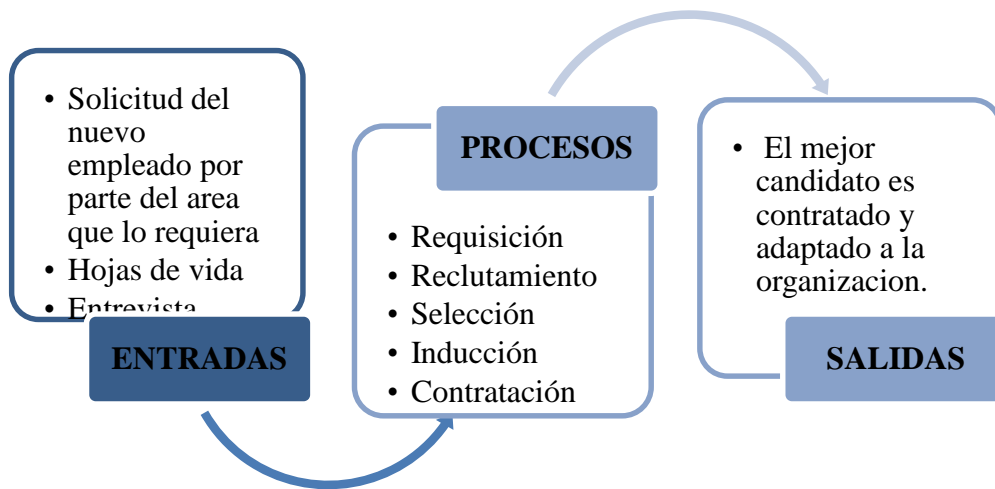 • Solicitud del
nuevo
empleado por
parte del area
que lo requiera
• Hojas de vida
• Entrevista
ENTRADAS
PROCESOS
• Requisición
• Reclutamiento
• Selección
• Inducción
• Contratación
• El mejor
candidato es
contratado y
adaptado a la
organizacion.
SALIDAS